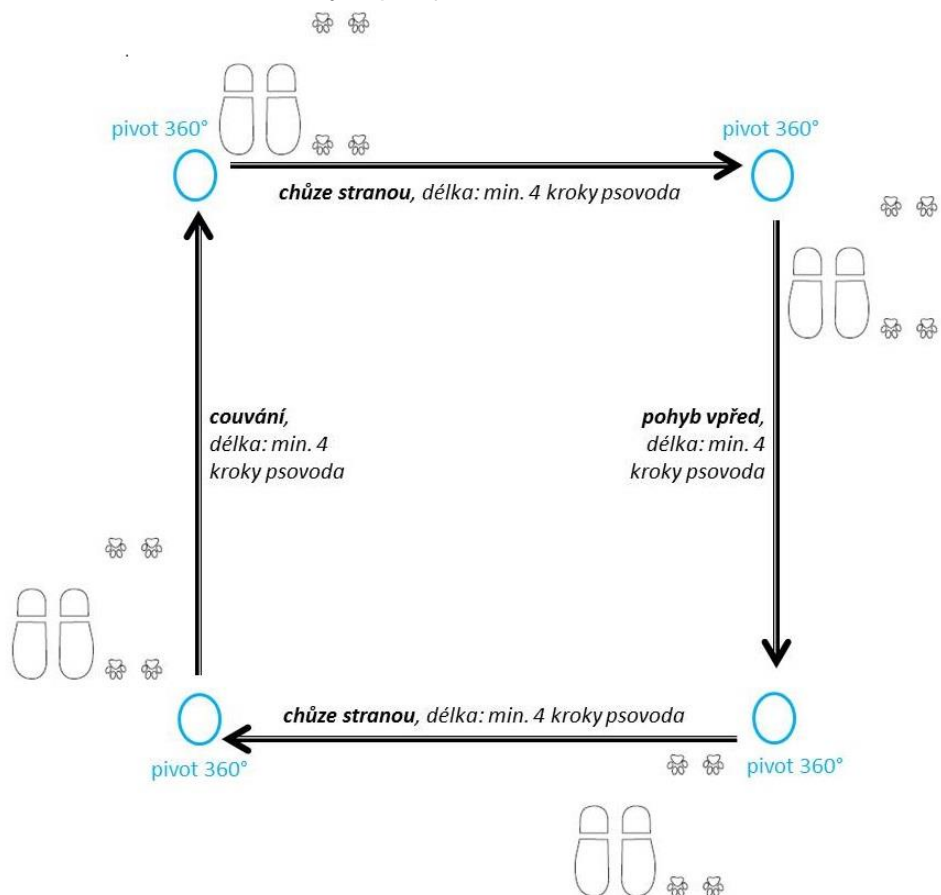 pivot 360°
pivot 360°
chůze stranou, délka: min. 4 kroky psovoda
couvání,
délka: min. 4
kroky psovoda
pohyb vpřed,
délka: min. 4
kroky psovoda
chůze stranou, délka: min. 4 kroky psovoda
pivot 360°
pivot 360°